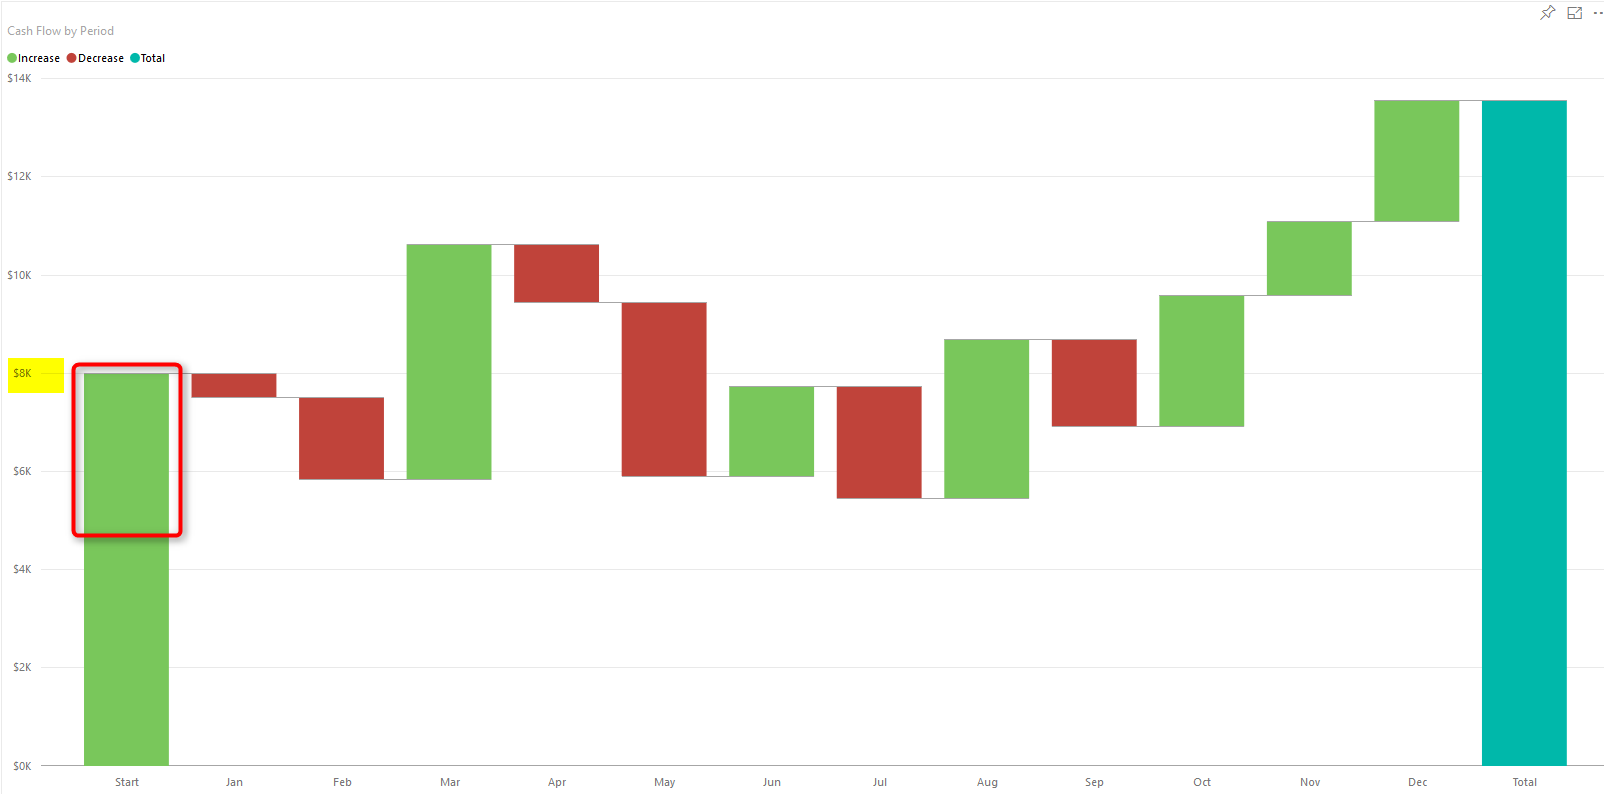 Cash Flow by Period
Increase Decrease Total
$14K
$12K
$10K
$8K
$6K
$4K
$2K
$0K
Start Jan Feb Mar Apr May Jun Jul Aug Sep Oct Nov Dec Total